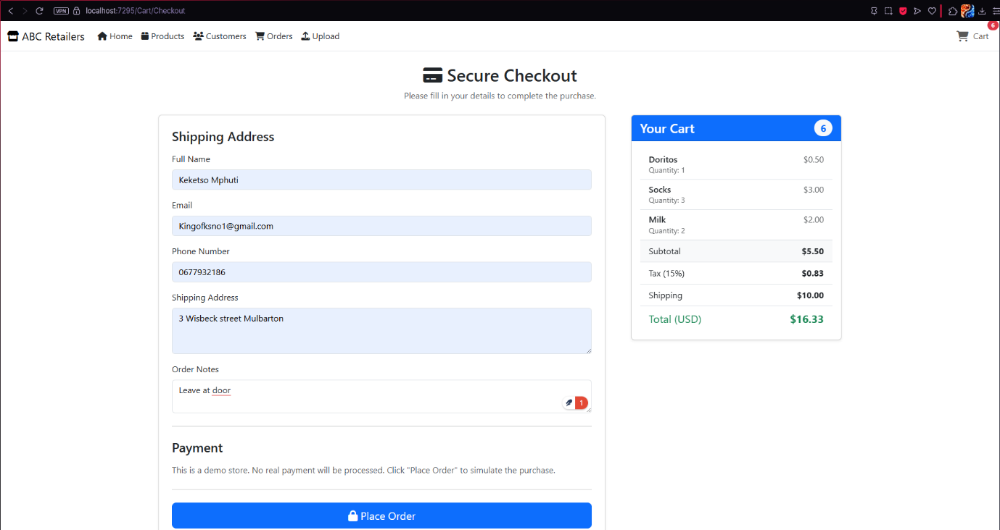 VPN localhost:7295/Cart/Checkout
ABC Retailers Home Products Customers Orders Upload 6 Cart
Secure Checkout
Please fill in your details to complete the purchase.
Shipping Address
Full Name
Keketso Mphuti
Email
Kingofksno1@gmail.com
Phone Number
0677932186
Shipping Address
3 Wisbeck street Mulbarton
Order Notes
Leave at door
1
Payment
This is a demo store. No real payment will be processed. Click "Place Order" to simulate the purchase.
Place Order
Your Cart 6
Doritos $0.50
Quantity: 1
Socks $3.00
Quantity: 3
Milk $2.00
Quantity: 2
Subtotal $5.50
Tax (15%) $0.83
Shipping $10.00
Total (USD) $16.33